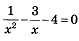 1/x² − 3/x − 4 = 0